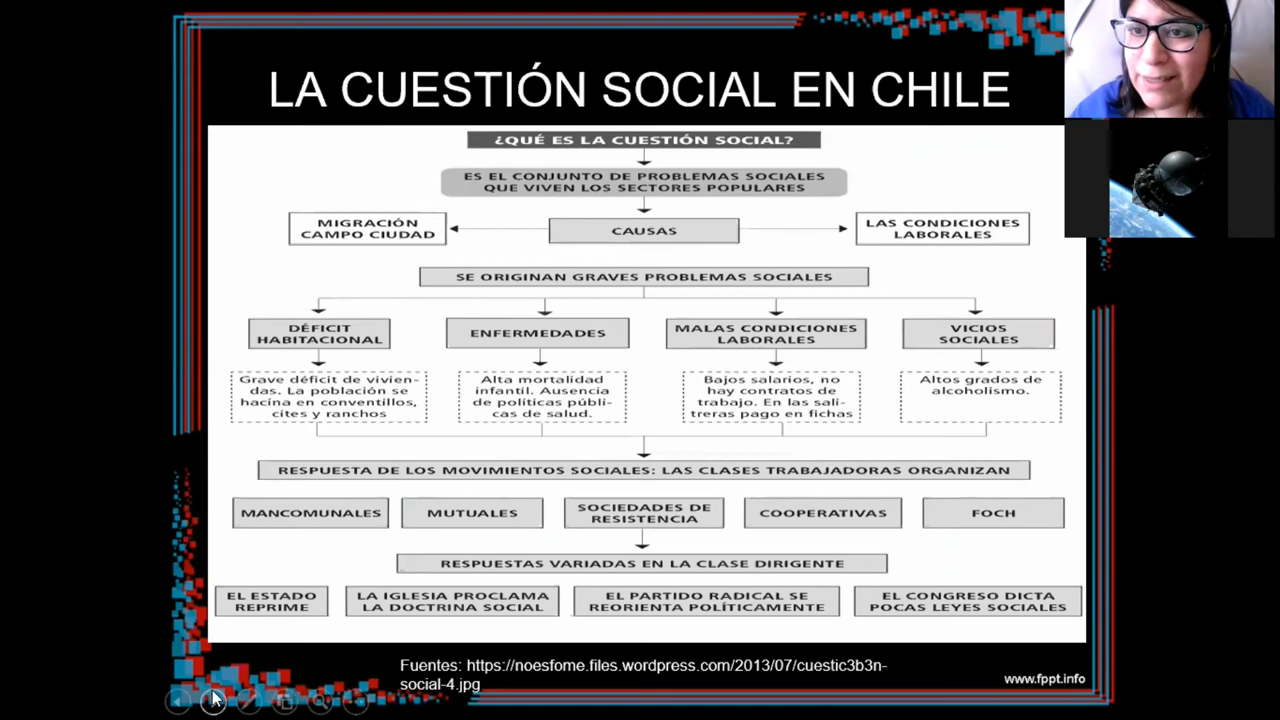 LA CUESTIÓN SOCIAL EN CHILE
¿QUÉ ES LA CUESTIÓN SOCIAL?
ES EL CONJUNTO DE PROBLEMAS SOCIALES
QUE VIVEN LOS SECTORES POPULARES
MIGRACIÓN
CAMPO CIUDAD
CAUSAS
LAS CONDICIONES
LABORALES
SE ORIGINAN GRAVES PROBLEMAS SOCIALES
DÉFICIT
HABITACIONAL
ENFERMEDADES
MALAS CONDICIONES
LABORALES
VICIOS
SOCIALES
Grave déficit de vivien-
das. La población se
hacina en conventillos,
cites y ranchos
Alta mortalidad
infantil. Ausencia
de políticas públi-
cas de salud.
Bajos salarios, no
hay contratos de
trabajo. En las sali-
treras pago en fichas
Altos grados de
alcoholismo.
RESPUESTA DE LOS MOVIMIENTOS SOCIALES: LAS CLASES TRABAJADORAS ORGANIZAN
MANCOMUNALES
MUTUALES
SOCIEDADES DE
RESISTENCIA
COOPERATIVAS
FOCH
RESPUESTAS VARIADAS EN LA CLASE DIRIGENTE
EL ESTADO
REPRIME
LA IGLESIA PROCLAMA
LA DOCTRINA SOCIAL
EL PARTIDO RADICAL SE
REORIENTA POLÍTICAMENTE
EL CONGRESO DICTA
POCAS LEYES SOCIALES
Fuentes: https://noesfome.files.wordpress.com/2013/07/cuestic3b3n-
social-4.jpg
www.fppt.info